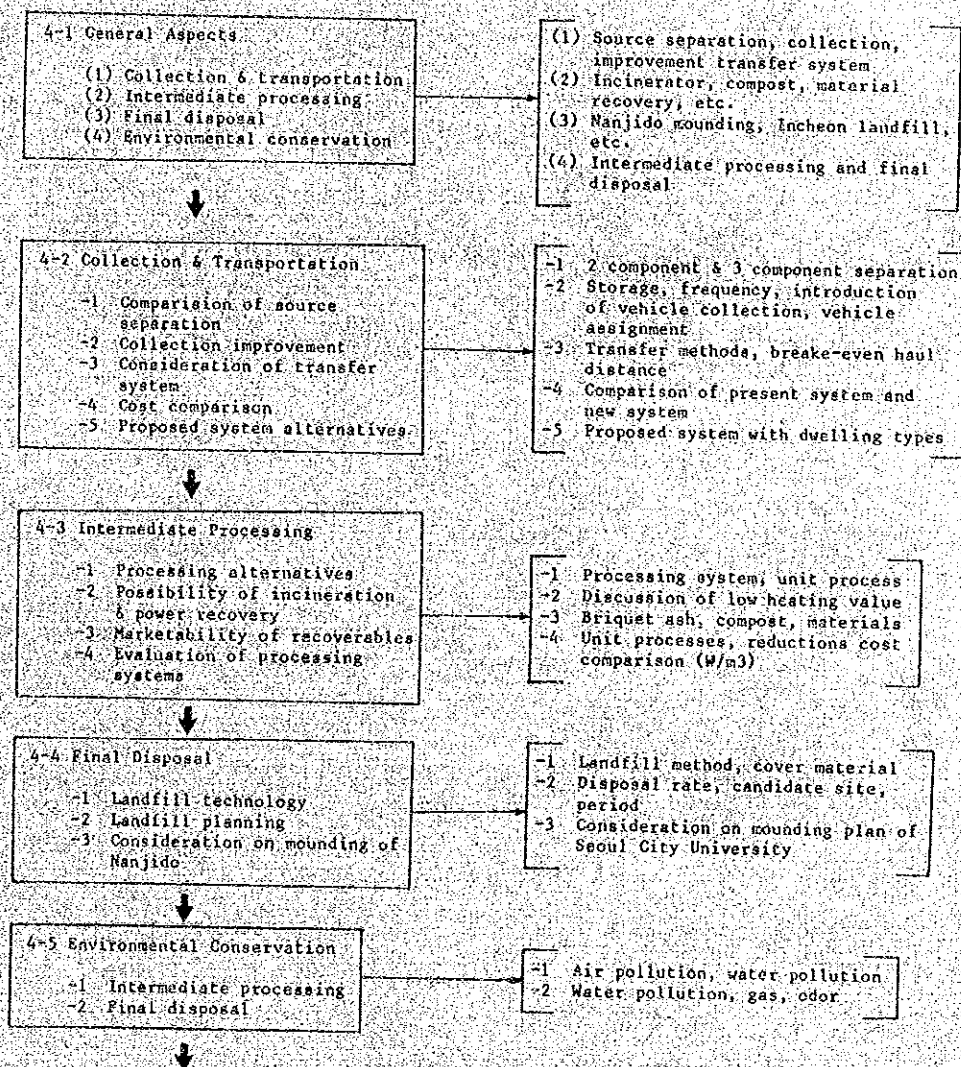 4-1 General Aspects
(1) Collection & transportation
(2) Intermediate processing
(3) Final disposal
(4) Environmental conservation
(1) Source separation, collection,
improvement transfer system
(2) Incinerator, compost, material
recovery, etc.
(3) Nanjido mounding, Incheon landfill,
etc.
(4) Intermediate processing and final
disposal
4-2 Collection & Transportation
-1 Comparision of source
separation
-2 Collection improvement
-3 Consideration of transfer
system
-4 Cost comparison
-5 Proposed system alternatives
-1 2 component & 3 component separation
-2 Storage, frequency, introduction
of vehicle collection, vehicle
assignment
-3 Transfer methods, breake-even haul
distance
-4 Comparison of present system and
new system
-5 Proposed system with dwelling types
4-3 Intermediate Processing
-1 Processing alternatives
-2 Possibility of incineration
& power recovery
-3 Marketability of recoverables
-4 Evaluation of processing
systems
-1 Processing system, unit process
-2 Discussion of low heating value
-3 Briquet ash, compost, materials
-4 Unit processes, reductions cost
comparison (W/m3)
4-4 Final Disposal
-1 Landfill technology
-2 Landfill planning
-3 Consideration on mounding of
Nanjido
-1 Landfill method, cover material
-2 Disposal rate, candidate site,
period
-3 Consideration on mounding plan of
Seoul City University
4-5 Environmental Conservation
-1 Intermediate processing
-2 Final disposal
-1 Air pollution, water pollution
-2 Water pollution, gas, odor